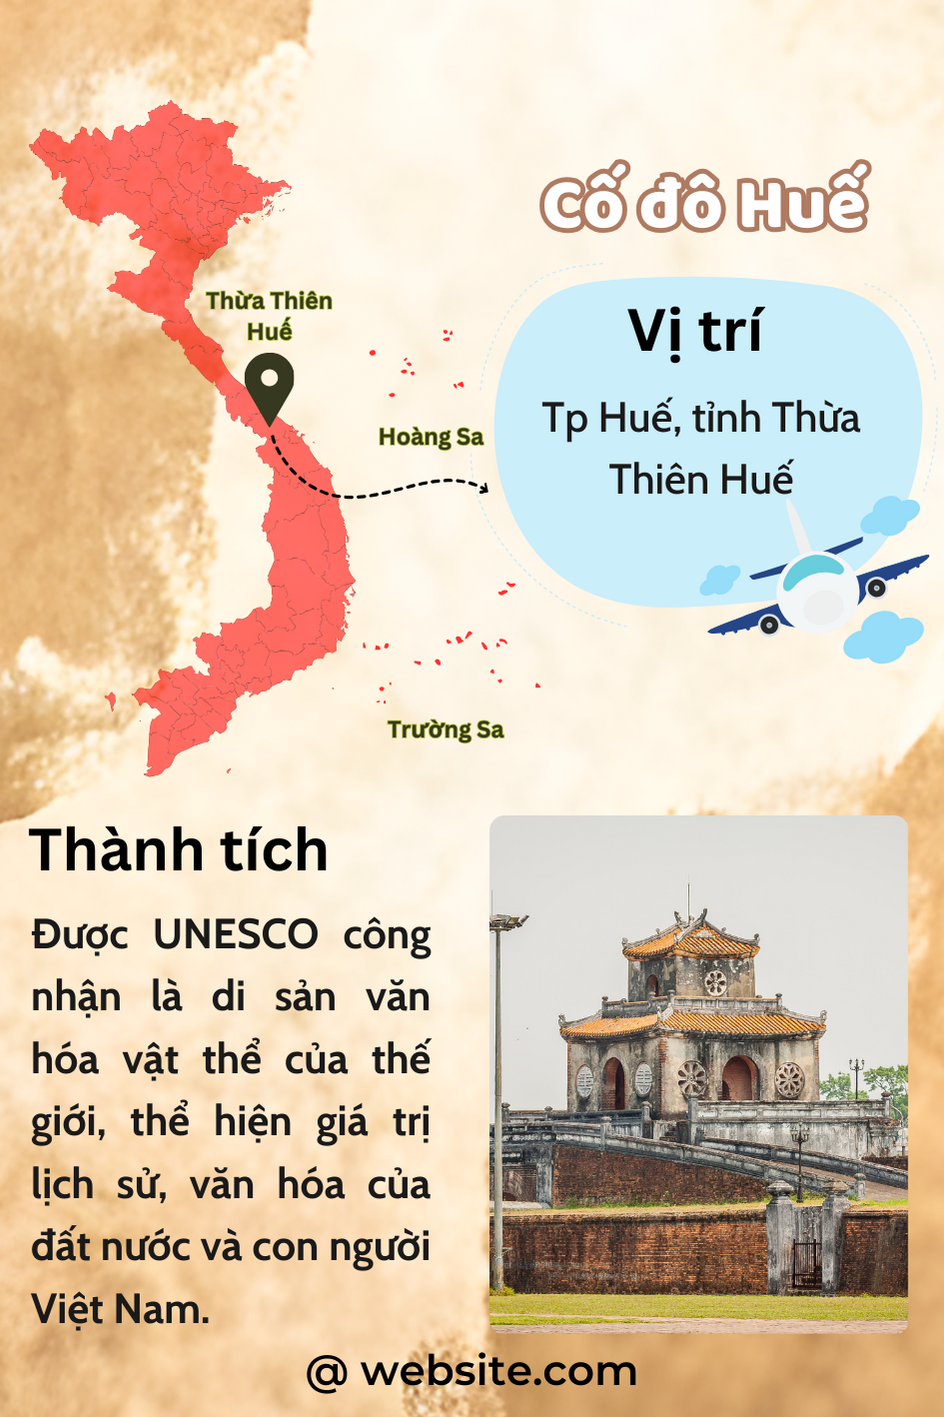 Cố đô Huế
Thừa Thiên
Huế
Vị trí
Tp Huế, tỉnh Thừa
Thiên Huế
Hoàng Sa
Trường Sa
Thành tích
Được UNESCO công
nhận là di sản văn
hóa vật thể của thế
giới, thể hiện giá trị
lịch sử, văn hóa của
đất nước và con người
Việt Nam.
@ website.com